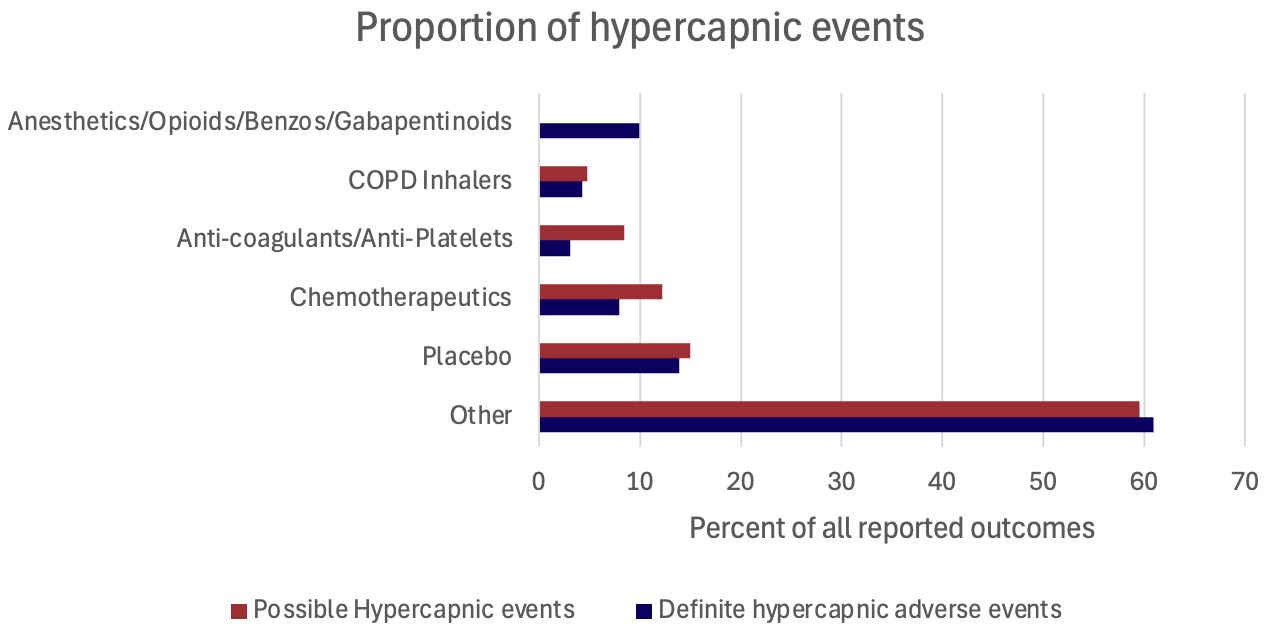 Proportion of hypercapnic events
Anesthetics/Opioids/Benzos/Gabapentinoids
COPD Inhalers
Anti-coagulants/Anti-Platelets
Chemotherapeutics
Placebo
Other
0 10 20 30 40 50 60 70
Percent of all reported outcomes
Possible Hypercapnic events Definite hypercapnic adverse events